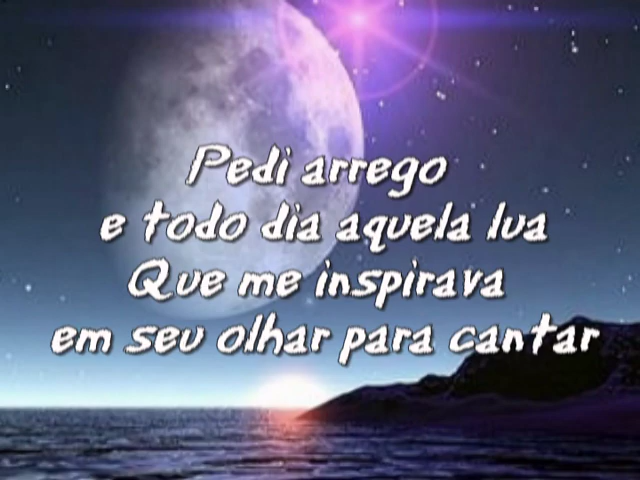 Pedi arrego
e todo dia aquela lua
Que me inspirava
em seu olhar para cantar